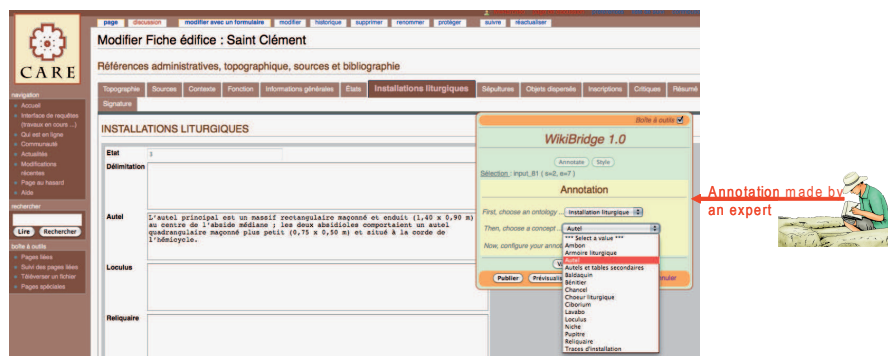 page discussion modifier avec un formulaire modifier historique supprimer renommer protéger suivre réactualiser
Modifier Fiche édifice : Saint Clément
Références administratives, topographique, sources et bibliographie
CARE
navigation
Accueil
Interface de requêtes
(travaux en cours ...)
Qui est en ligne
Communauté
Actualités
Modifications
récentes
Page au hasard
Aide
rechercher
Lire Rechercher
boîte à outils
Pages liées
Suivi des pages liées
Téléverser un fichier
Pages spéciales
Topographie Sources Contexte Fonction Informations générales États Installations liturgiques Sépultures Objets dispersés Inscriptions Critiques Résumé
Signature
INSTALLATIONS LITURGIQUES
Etat 3
Délimitation
Autel
L'autel principal est un massif rectangulaire maçonné et enduit (1,40 x 0,90 m)
au centre de l'abside médiane ; les deux absidioles comportaient un autel
quadrangulaire maçonné plus petit (0,75 x 0,50 m) et situé à la corde de
l'hémicycle.
Loculus
Reliquaire
Boîte à outils
WikiBridge 1.0
Annotate Style
Sélection : input_81 ( s=2, e=7 )
Annotation
First, choose an ontology ... Installation liturgique
Then, choose a concept ... Autel
Now, configure your annot
*** Select a value ***
Ambon
Armoire liturgique
Autel
Autels et tables secondaires
Baldaquin
Bénitier
Chancel
Choeur liturgique
Ciborium
Lavabo
Loculus
Niche
Pupitre
Reliquaire
Traces d'installation
Publier Prévisualis
Annotation made by
an expert